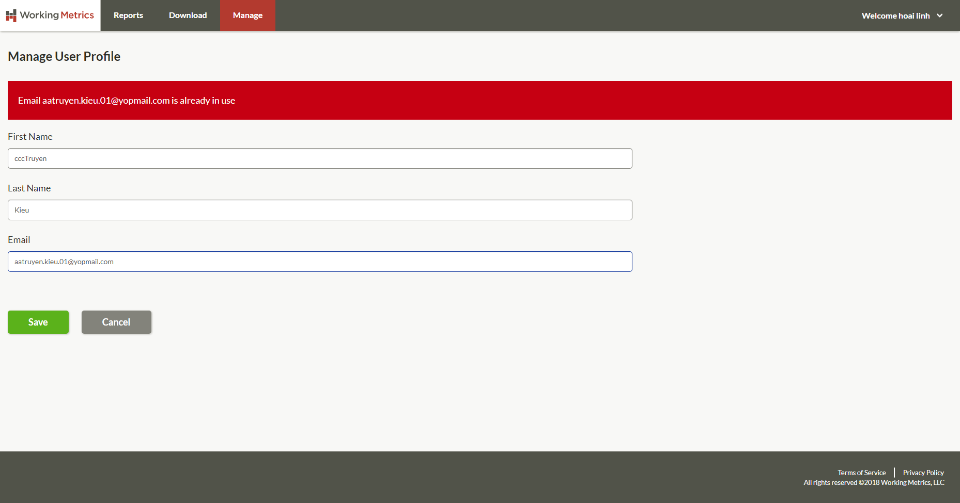 Working Metrics Reports Download Manage Welcome hoai linh
Manage User Profile
Email aatruyen.kieu.01@yopmail.com is already in use
First Name
cccTruyen
Last Name
Kieu
Email
aatruyen.kieu.01@yopmail.com
Save Cancel
Terms of Service Privacy Policy
All rights reserved ©2018 Working Metrics, LLC